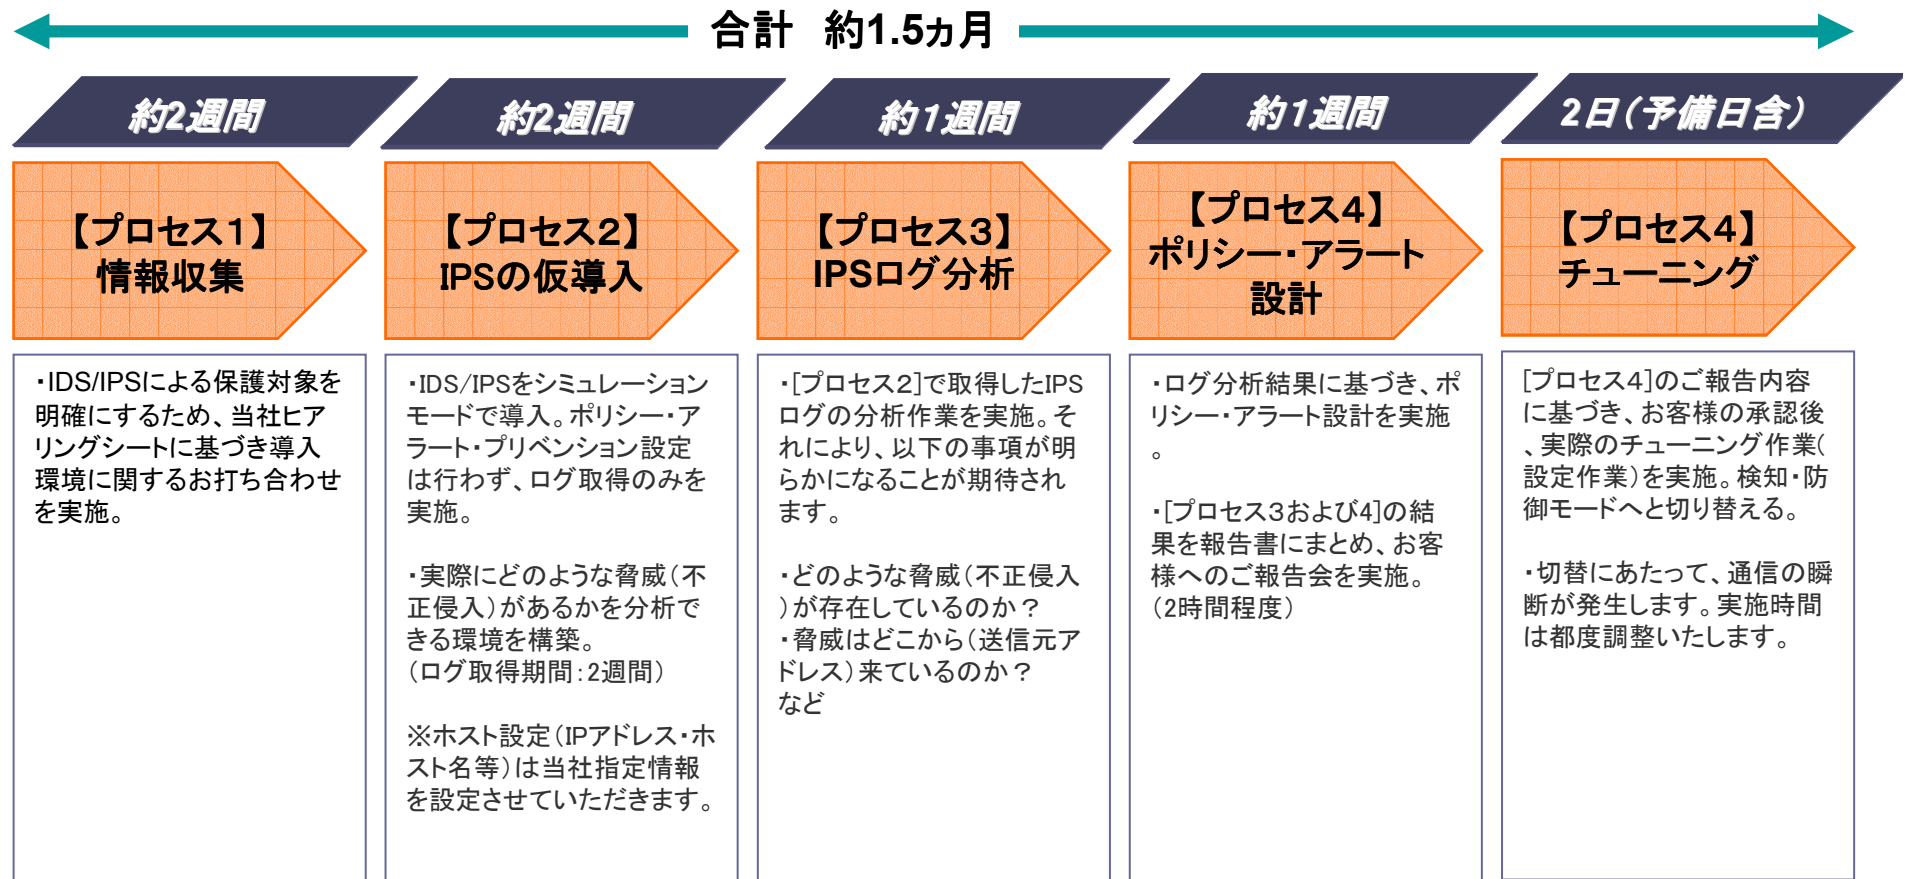 合計　約1.5ヵ月
約2週間
約2週間
約1週間
約1週間
2日（予備日含）
【プロセス1】
情報収集
【プロセス2】
IPSの仮導入
【プロセス3】
IPSログ分析
【プロセス4】
ポリシー・アラート
設計
【プロセス4】
チューニング
・IDS/IPSによる保護対象を
明確にするため、当社ヒア
リングシートに基づき導入
環境に関するお打ち合わせ
を実施。
・IDS/IPSをシミュレーション
モードで導入。ポリシー・ア
ラート・プリベンション設定
は行わず、ログ取得のみを
実施。
・実際にどのような脅威（不
正侵入）があるかを分析で
きる環境を構築。
（ログ取得期間：2週間）
※ホスト設定（IPアドレス・ホ
スト名等）は当社指定情報
を設定させていただきます。
・[プロセス2]で取得したIPS
ログの分析作業を実施。そ
れにより、以下の事項が明
らかになることが期待され
ます。
・どのような脅威（不正侵入
）が存在しているのか？
・脅威はどこから（送信元ア
ドレス）来ているのか？
など
・ログ分析結果に基づき、ポ
リシー・アラート設計を実施
。
・[プロセス3および4]の結
果を報告書にまとめ、お客
様へのご報告会を実施。
（2時間程度）
[プロセス4]のご報告内容
に基づき、お客様の承認後
、実際のチューニング作業（
設定作業）を実施。検知・防
御モードへと切り替える。
・切替にあたって、通信の瞬
断が発生します。実施時間
は都度調整いたします。